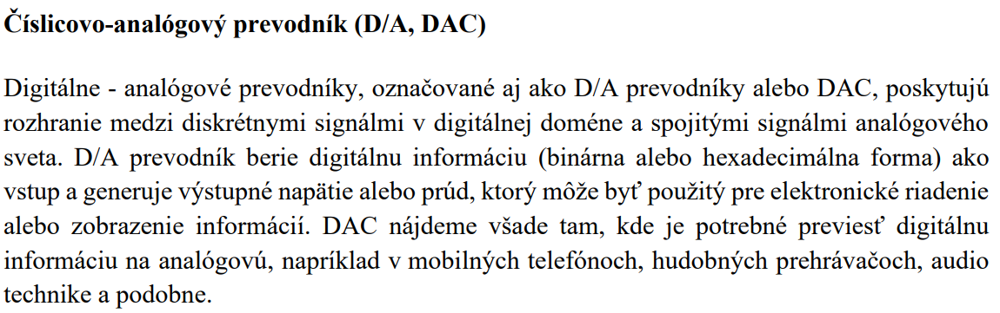 Číslicovo-analógový prevodník (D/A, DAC)
Digitálne - analógové prevodníky, označované aj ako D/A prevodníky alebo DAC, poskytujú
rozhranie medzi diskrétnymi signálmi v digitálnej doméne a spojitými signálmi analógového
sveta. D/A prevodník berie digitálnu informáciu (binárna alebo hexadecimálna forma) ako
vstup a generuje výstupné napätie alebo prúd, ktorý môže byť použitý pre elektronické riadenie
alebo zobrazenie informácií. DAC nájdeme všade tam, kde je potrebné previesť digitálnu
informáciu na analógovú, napríklad v mobilných telefónoch, hudobných prehrávačoch, audio
technike a podobne.